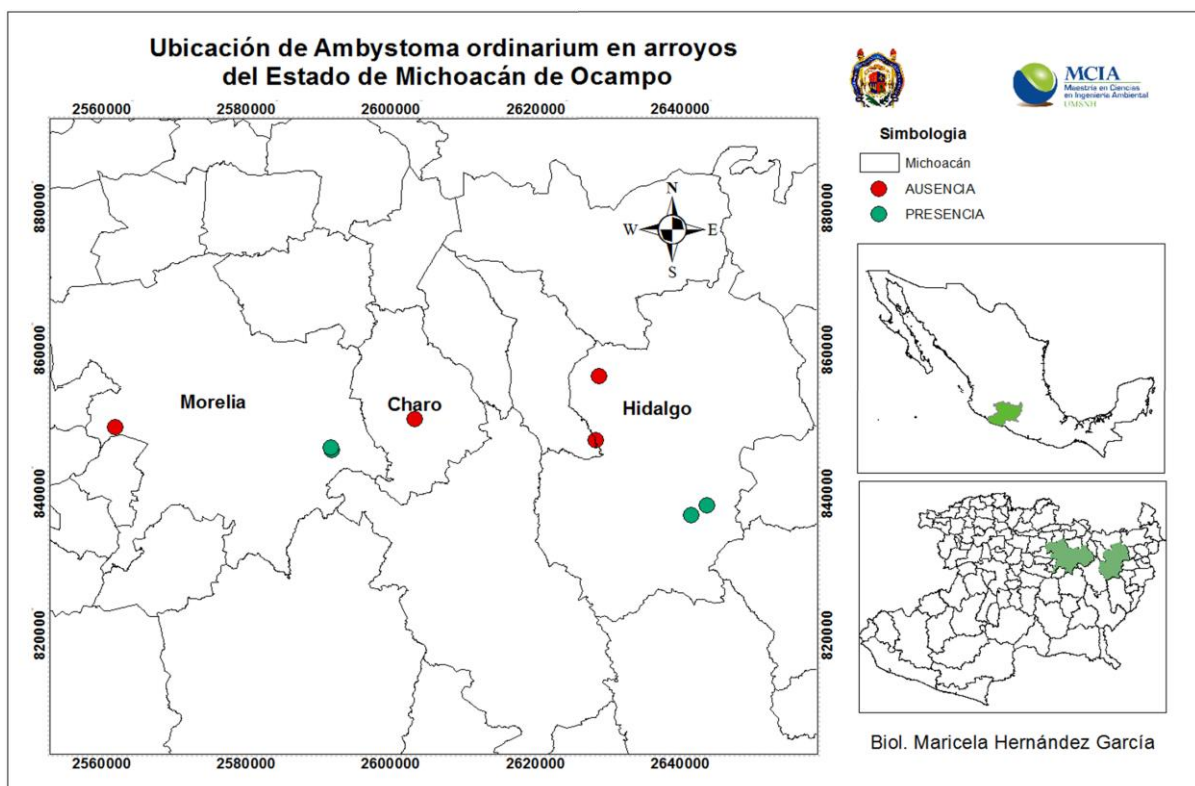 Ubicación de Ambystoma ordinarium en arroyos
del Estado de Michoacán de Ocampo
MCIA
Maestría en Ciencias
en Ingeniería Ambiental
UMSNH
2560000 2580000 2600000 2620000 2640000
Simbologia
Michoacán
AUSENCIA
PRESENCIA
880000 880000
N
W E
S
860000 860000
Morelia Charo Hidalgo
840000 840000
820000 820000
2560000 2580000 2600000 2620000 2640000
Biol. Maricela Hernández García